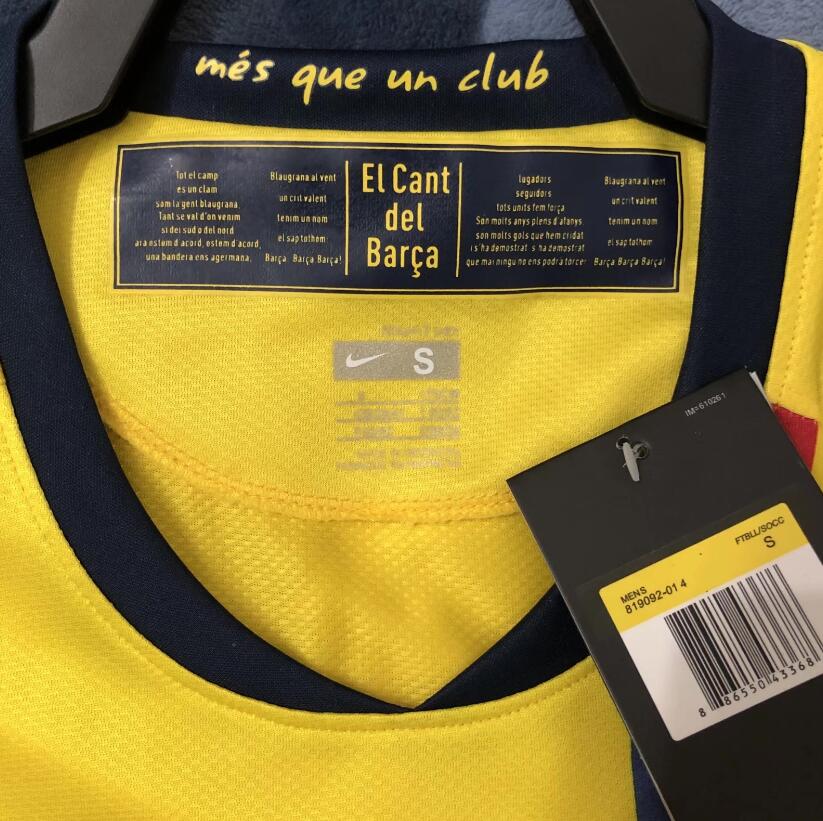 més que un club
Tot el camp
es un clam
som la gent blaugrana.
Tant se val d'on venim
si del sud o del nord
ara estem d acord, estem d acord,
una bandera ens agermana.
Blaugrana al vent
un crit valent
tenim un nom
el sap tothom:
Barça, Barça, Barça!
El Cant
del
Barça
Jugadors
seguidors
tots units fem força.
Son molts anys plens d'afanys
son molts gols que hem cridat
i s'ha demostrat s'ha demostrat
que mai ningu no ens podrà torcer
Blaugrana al vent
un crit valent
tenim un nom
el sap tothom:
Barça Barça Barça!
S
IM#610261
FTBLL/SOCC
S
MENS
819092-01 4
8 86550 43368